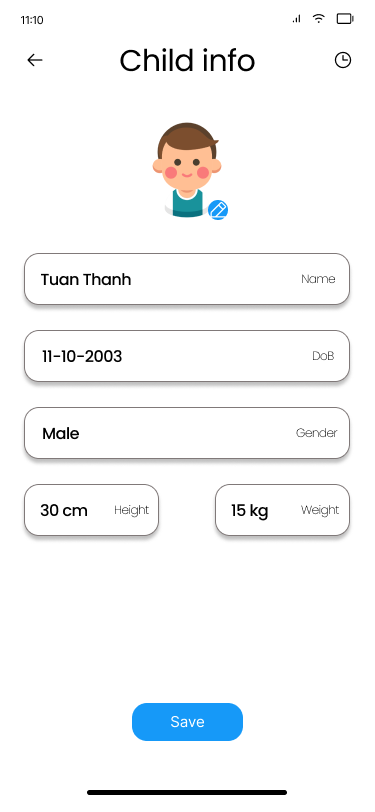 11:10
Child info
Tuan Thanh Name
11-10-2003 DoB
Male Gender
30 cm Height 15 kg Weight
Save